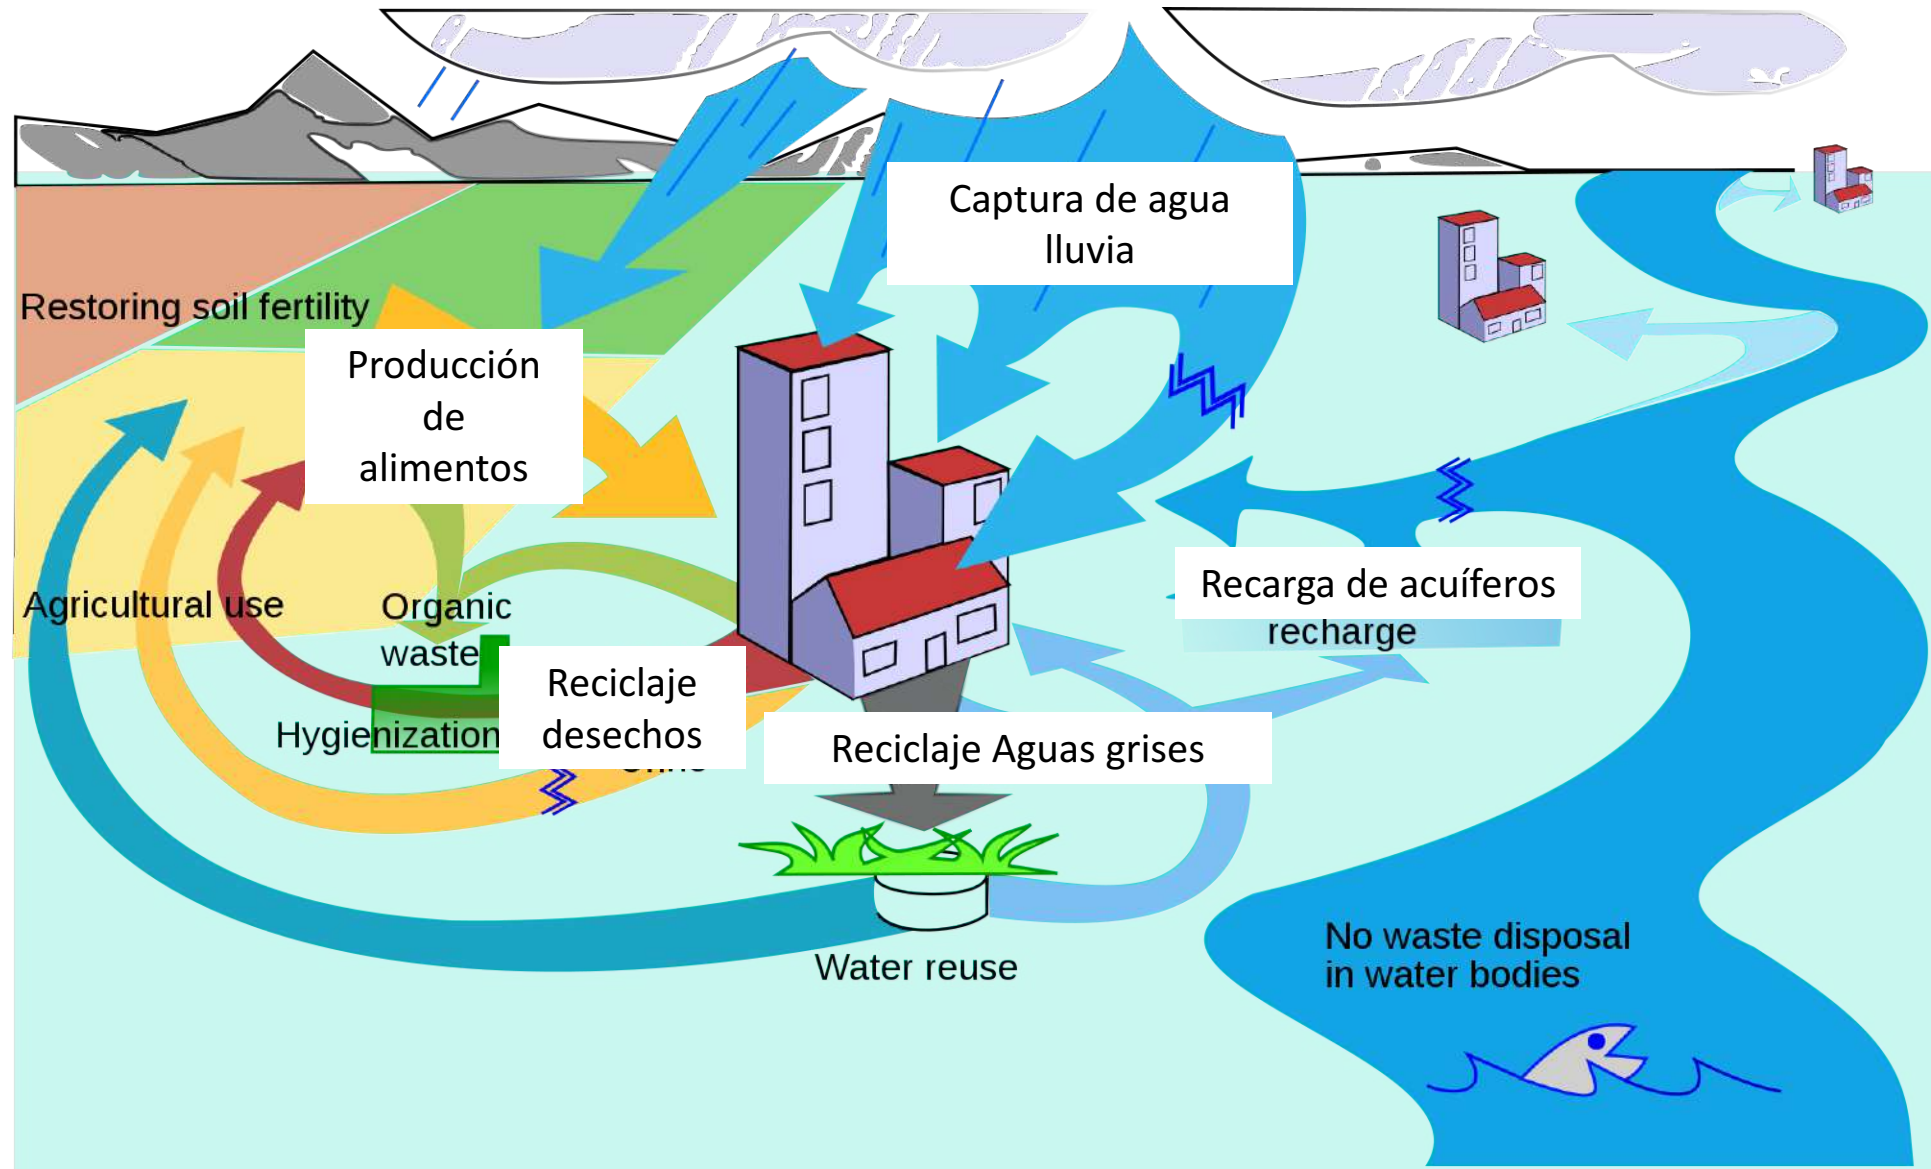 Captura de agua
lluvia
Restoring soil fertility
Producción
de
alimentos
Recarga de acuíferos
recharge
Agricultural use
Organic
waste
Reciclaje
desechos
Hygienization
Reciclaje Aguas grises
Water reuse
No waste disposal
in water bodies